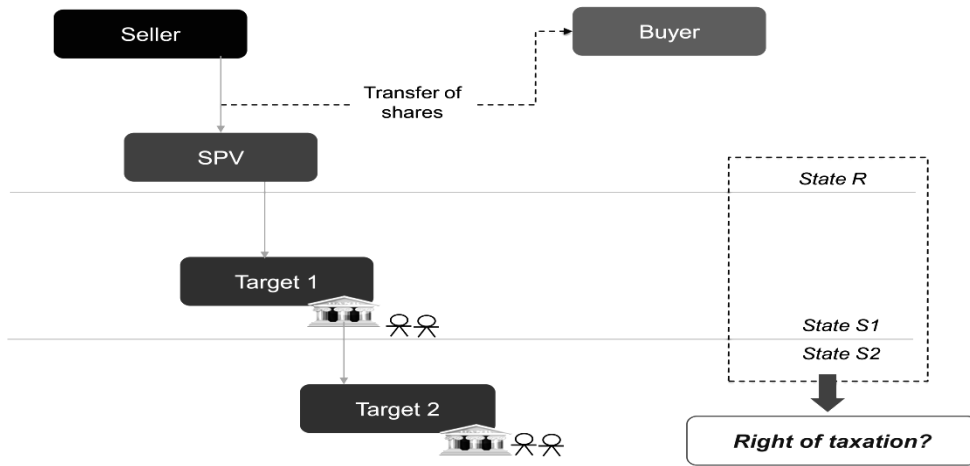 Seller
Buyer
Transfer of
shares
SPV
State R
Target 1
State S1
State S2
Target 2
Right of taxation?